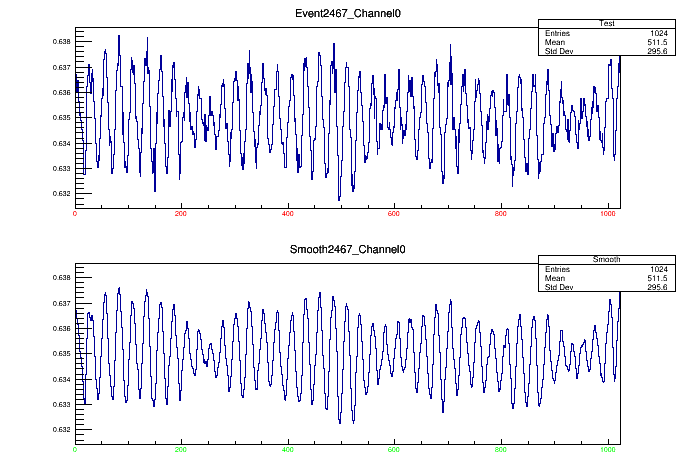 Event2467_Channel0
Test
Entries 1024
Mean 511.5
Std Dev 295.6
0.638
0.637
0.636
0.635
0.634
0.633
0.632
0 200 400 600 800 1000
Smooth2467_Channel0
Smooth
Entries 1024
Mean 511.5
Std Dev 295.6
0.638
0.637
0.636
0.635
0.634
0.633
0.632
0 200 400 600 800 1000